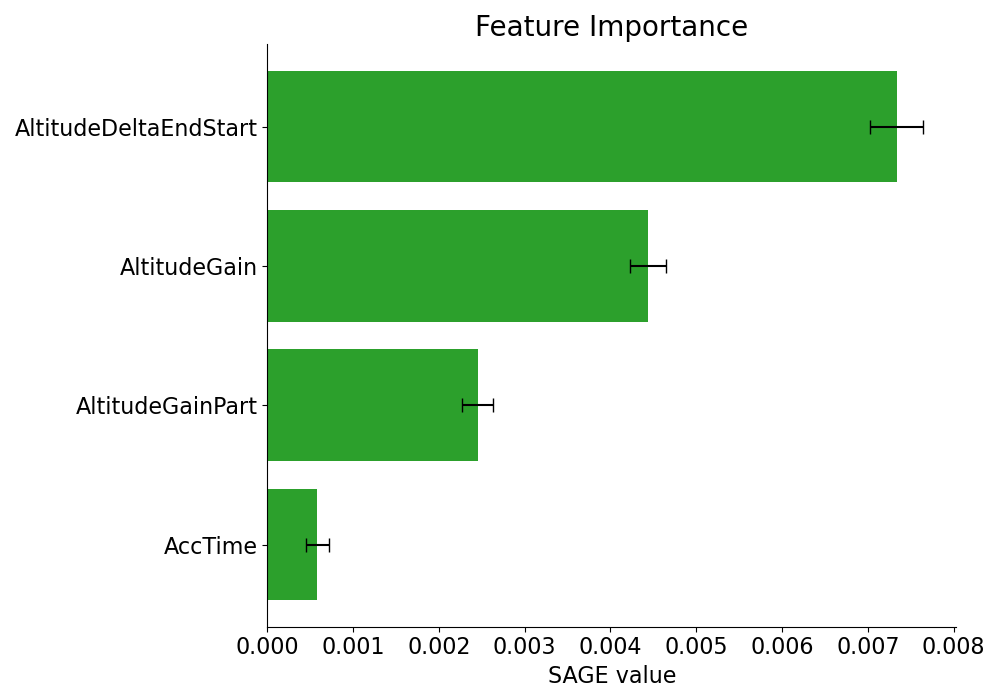 Feature Importance
AltitudeDeltaEndStart
AltitudeGain
AltitudeGainPart
AccTime
0.000 0.001 0.002 0.003 0.004 0.005 0.006 0.007 0.008
SAGE value